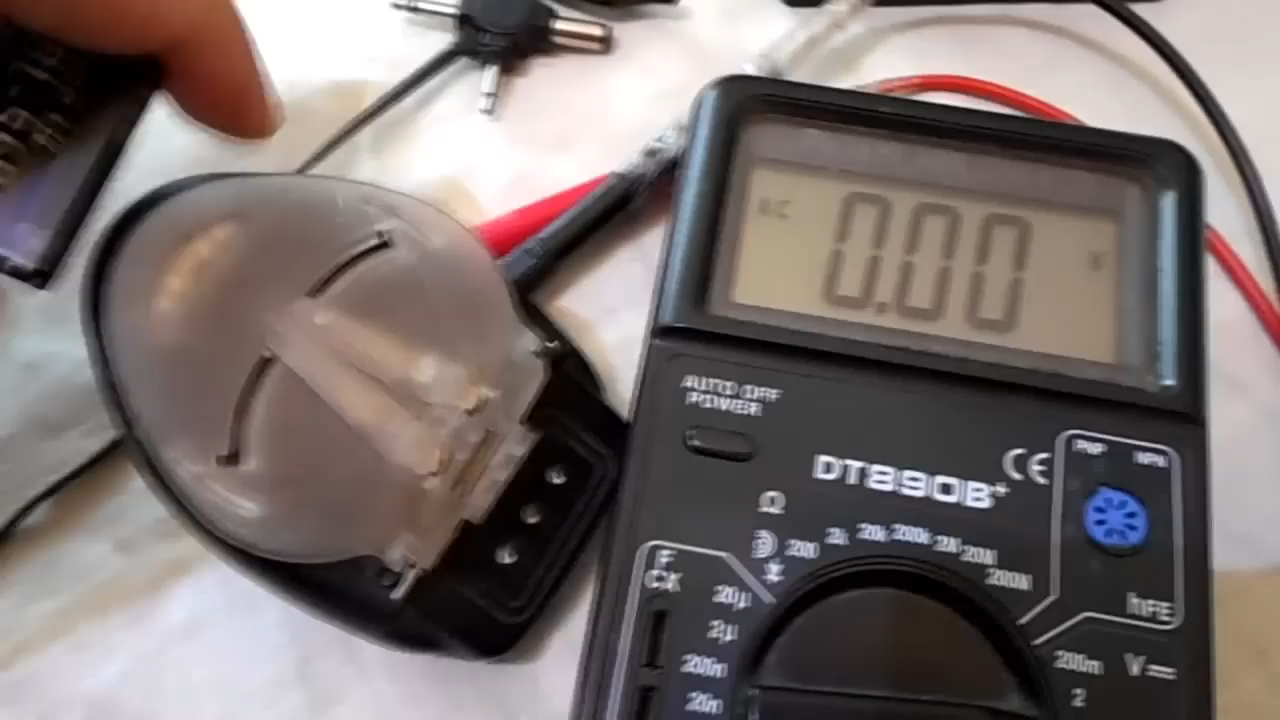 AC
0.00
V
AUTO OFF
POWER
DT890B+
CE
PNP NPN
hFE
Ω
200 2k 20k 200k 2M 20M 200M
F
CX
20µ
2µ
200n
20n
200m V
2